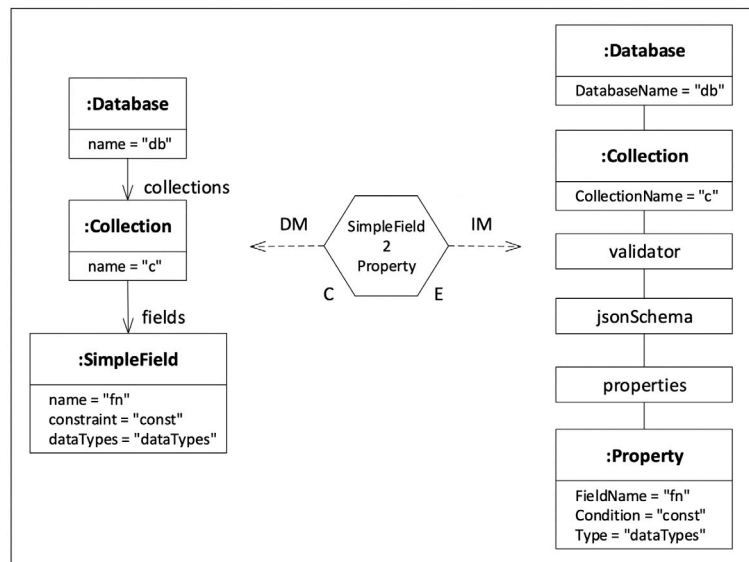 :Database
name = "db"
collections
:Collection
name = "c"
fields
:SimpleField
name = "fn"
constraint = "const"
dataTypes = "dataTypes"
DM
SimpleField
2
Property
IM
C
E
:Database
DatabaseName = "db"
:Collection
CollectionName = "c"
validator
jsonSchema
properties
:Property
FieldName = "fn"
Condition = "const"
Type = "dataTypes"